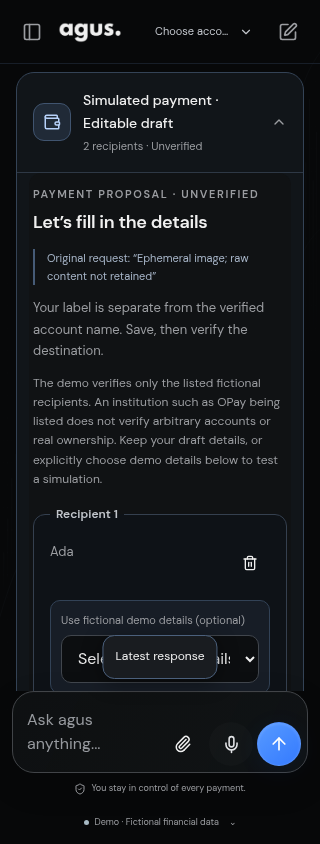 agus.
Choose acco...
Simulated payment ·
Editable draft
2 recipients · Unverified
PAYMENT PROPOSAL · UNVERIFIED
Let’s fill in the details
Original request: “Ephemeral image; raw
content not retained”
Your label is separate from the verified
account name. Save, then verify the
destination.
The demo verifies only the listed fictional
recipients. An institution such as OPay being
listed does not verify arbitrary accounts or
real ownership. Keep your draft details, or
explicitly choose demo details below to test
a simulation.
Recipient 1
Ada
Use fictional demo details (optional)
Latest response
Ask agus
anything...
You stay in control of every payment.
Demo · Fictional financial data